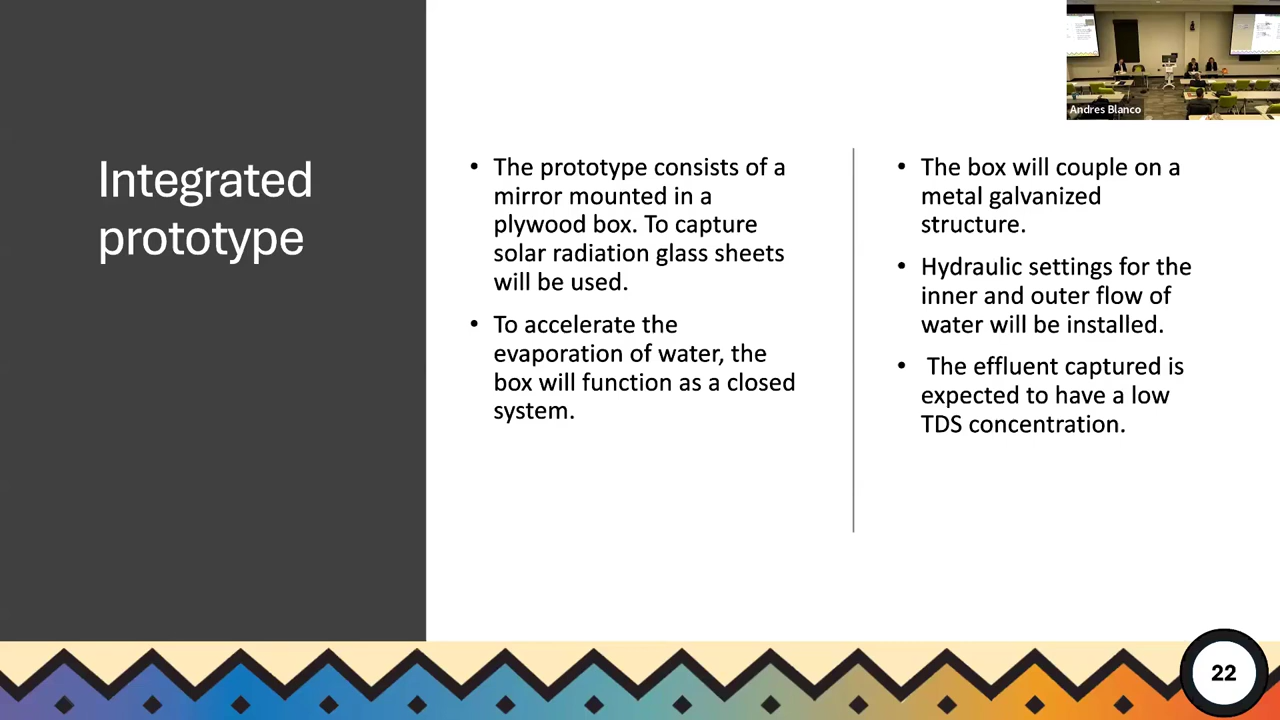 Integrated
prototype
• The prototype consists of a
mirror mounted in a
plywood box. To capture
solar radiation glass sheets
will be used.
• To accelerate the
evaporation of water, the
box will function as a closed
system.
• The box will couple on a
metal galvanized
structure.
• Hydraulic settings for the
inner and outer flow of
water will be installed.
• The effluent captured is
expected to have a low
TDS concentration.
Andres Blanco
22